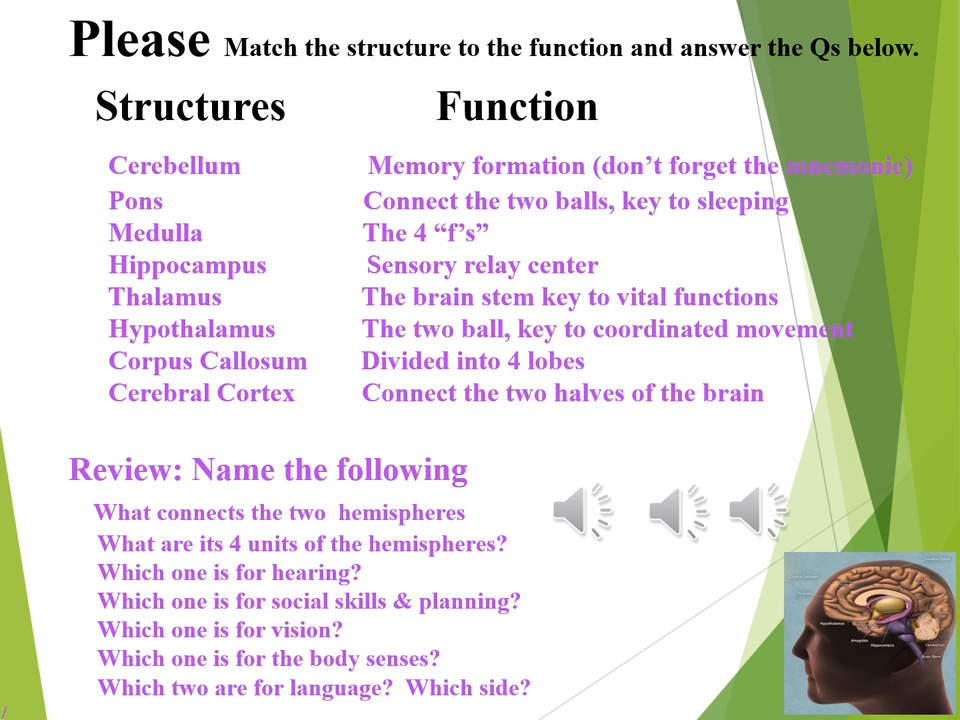 Please Match the structure to the function and answer the Qs below.
Structures Function
Cerebellum Memory formation (don’t forget the mnemonic)
Pons Connect the two balls, key to sleeping
Medulla The 4 “f’s”
Hippocampus Sensory relay center
Thalamus The brain stem key to vital functions
Hypothalamus The two ball, key to coordinated movement
Corpus Callosum Divided into 4 lobes
Cerebral Cortex Connect the two halves of the brain
Review: Name the following
What connects the two hemispheres
What are its 4 units of the hemispheres?
Which one is for hearing?
Which one is for social skills & planning?
Which one is for vision?
Which one is for the body senses?
Which two are for language? Which side?
Hypothalamus
Amygdala
Hippocampus
Cerebellum
Brain Stem
/